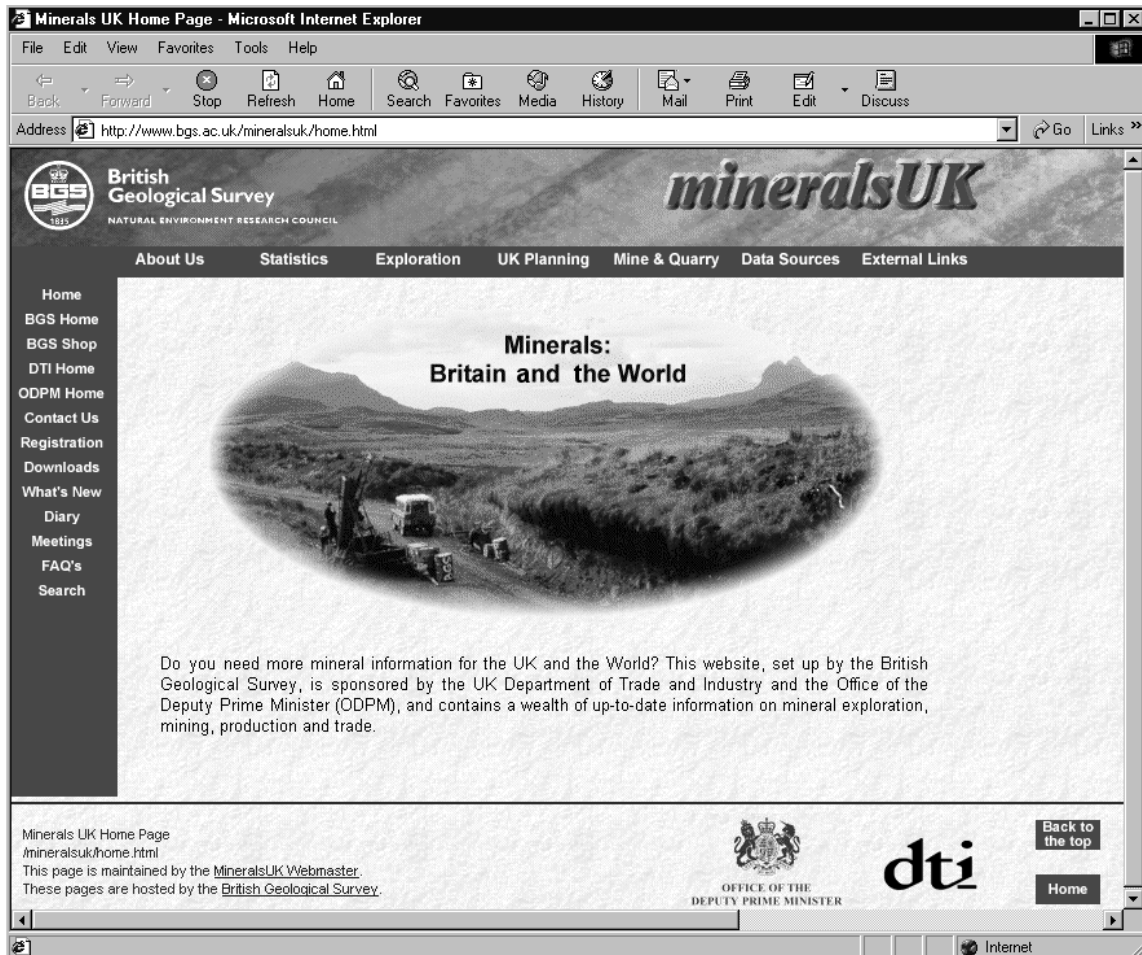 Minerals UK Home Page - Microsoft Internet Explorer
File Edit View Favorites Tools Help
Back Forward Stop Refresh Home Search Favorites Media History Mail Print Edit Discuss
Address http://www.bgs.ac.uk/mineralsuk/home.html Go Links »
BGS
1835
British
Geological Survey
NATURAL ENVIRONMENT RESEARCH COUNCIL
mineralsUK
About Us Statistics Exploration UK Planning Mine & Quarry Data Sources External Links
Home
BGS Home
BGS Shop
DTI Home
ODPM Home
Contact Us
Registration
Downloads
What's New
Diary
Meetings
FAQ's
Search
Minerals:
Britain and the World
BGS
Do you need more mineral information for the UK and the World? This website, set up by the British
Geological Survey, is sponsored by the UK Department of Trade and Industry and the Office of the
Deputy Prime Minister (ODPM), and contains a wealth of up-to-date information on mineral exploration,
mining, production and trade.
Minerals UK Home Page
/mineralsuk/home.html
This page is maintained by the MineralsUK Webmaster.
These pages are hosted by the British Geological Survey.
OFFICE OF THE
DEPUTY PRIME MINISTER
dti
Back to
the top
Home
Internet